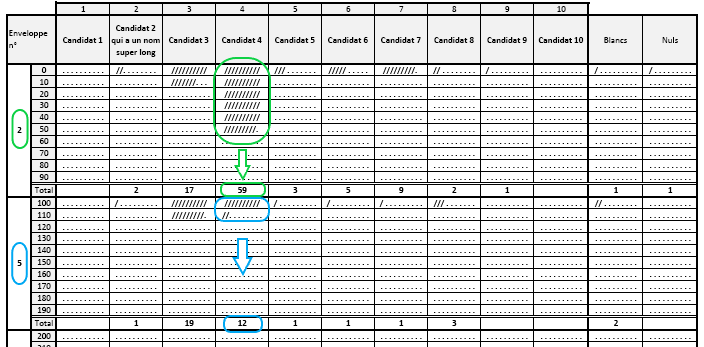 1 2 3 4 5 6 7 8 9 10
Enveloppe n° Candidat 1 Candidat 2 qui a un nom super long Candidat 3 Candidat 4 Candidat 5 Candidat 6 Candidat 7 Candidat 8 Candidat 9 Candidat 10 Blancs Nuls
0 .......... //........ ////////// ////////// ///....... /////..... /////////. //........ /......... .......... /......... /.........
10 .......... .......... ///////... ////////// .......... .......... .......... .......... .......... .......... .......... ..........
20 .......... .......... .......... ////////// .......... .......... .......... .......... .......... .......... .......... ..........
30 .......... .......... .......... ////////// .......... .......... .......... .......... .......... .......... .......... ..........
40 .......... .......... .......... ////////// .......... .......... .......... .......... .......... .......... .......... ..........
2 50 .......... .......... .......... /////////. .......... .......... .......... .......... .......... .......... .......... ..........
60 .......... .......... .......... .......... .......... .......... .......... .......... .......... .......... .......... ..........
70 .......... .......... .......... .......... .......... .......... .......... .......... .......... .......... .......... ..........
80 .......... .......... .......... .......... .......... .......... .......... .......... .......... .......... .......... ..........
90 .......... .......... .......... .......... .......... .......... .......... .......... .......... .......... .......... ..........
Total 2 17 59 3 5 9 2 1 1 1
100 .......... /......... ////////// ////////// /......... /......... /......... ///....... .......... .......... //........ ..........
110 .......... .......... /////////. //........ .......... .......... .......... .......... .......... .......... .......... ..........
120 .......... .......... .......... .......... .......... .......... .......... .......... .......... .......... .......... ..........
130 .......... .......... .......... .......... .......... .......... .......... .......... .......... .......... .......... ..........
140 .......... .......... .......... .......... .......... .......... .......... .......... .......... .......... .......... ..........
5 150 .......... .......... .......... .......... .......... .......... .......... .......... .......... .......... .......... ..........
160 .......... .......... .......... .......... .......... .......... .......... .......... .......... .......... .......... ..........
170 .......... .......... .......... .......... .......... .......... .......... .......... .......... .......... .......... ..........
180 .......... .......... .......... .......... .......... .......... .......... .......... .......... .......... .......... ..........
190 .......... .......... .......... .......... .......... .......... .......... .......... .......... .......... .......... ..........
Total 1 19 12 1 1 1 3 2
200 .......... .......... .......... .......... .......... .......... .......... .......... .......... .......... .......... ..........